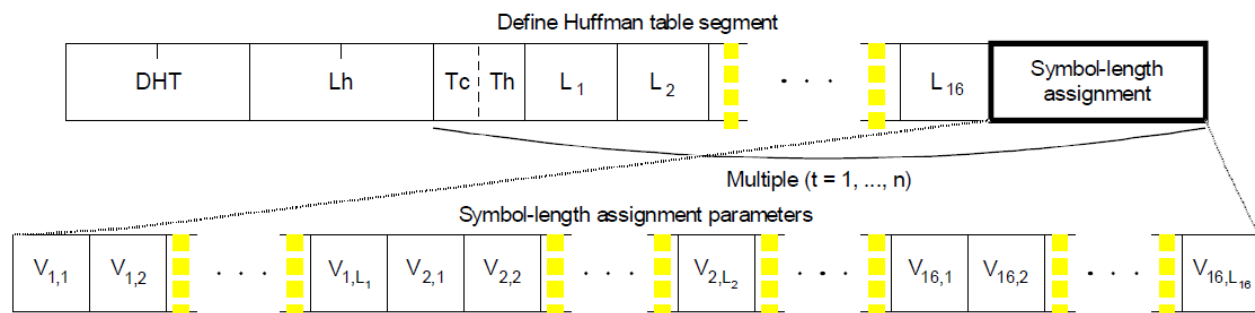 Define Huffman table segment
DHT Lh Tc Th L1 L2 . . . L16 Symbol-length
assignment
Multiple (t = 1, ..., n)
Symbol-length assignment parameters
V1,1 V1,2 . . . V1,L1 V2,1 V2,2 . . . V2,L2 . . . V16,1 V16,2 . . . V16,L16